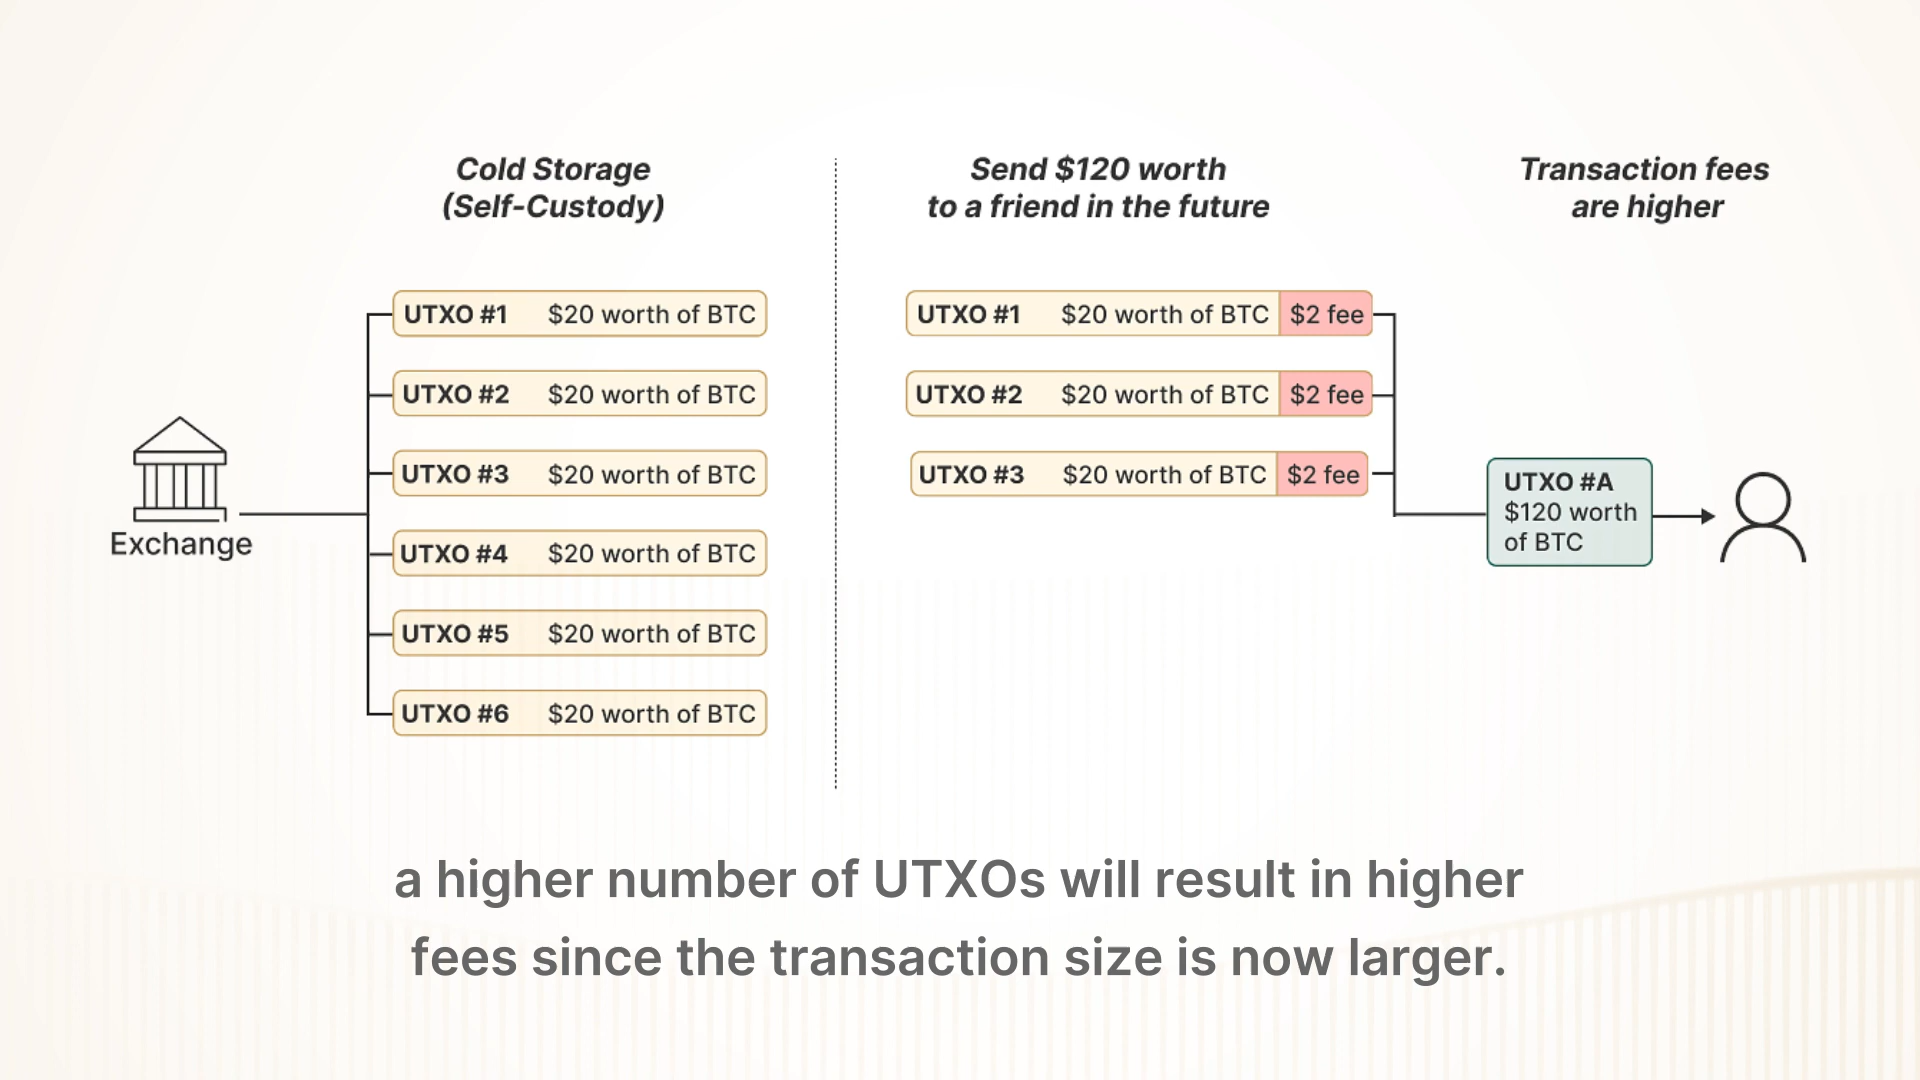 Cold Storage
(Self-Custody)
Send $120 worth
to a friend in the future
Transaction fees
are higher
Exchange
UTXO #1 $20 worth of BTC
UTXO #2 $20 worth of BTC
UTXO #3 $20 worth of BTC
UTXO #4 $20 worth of BTC
UTXO #5 $20 worth of BTC
UTXO #6 $20 worth of BTC
UTXO #1 $20 worth of BTC $2 fee
UTXO #2 $20 worth of BTC $2 fee
UTXO #3 $20 worth of BTC $2 fee
UTXO #A
$120 worth
of BTC
a higher number of UTXOs will result in higher
fees since the transaction size is now larger.